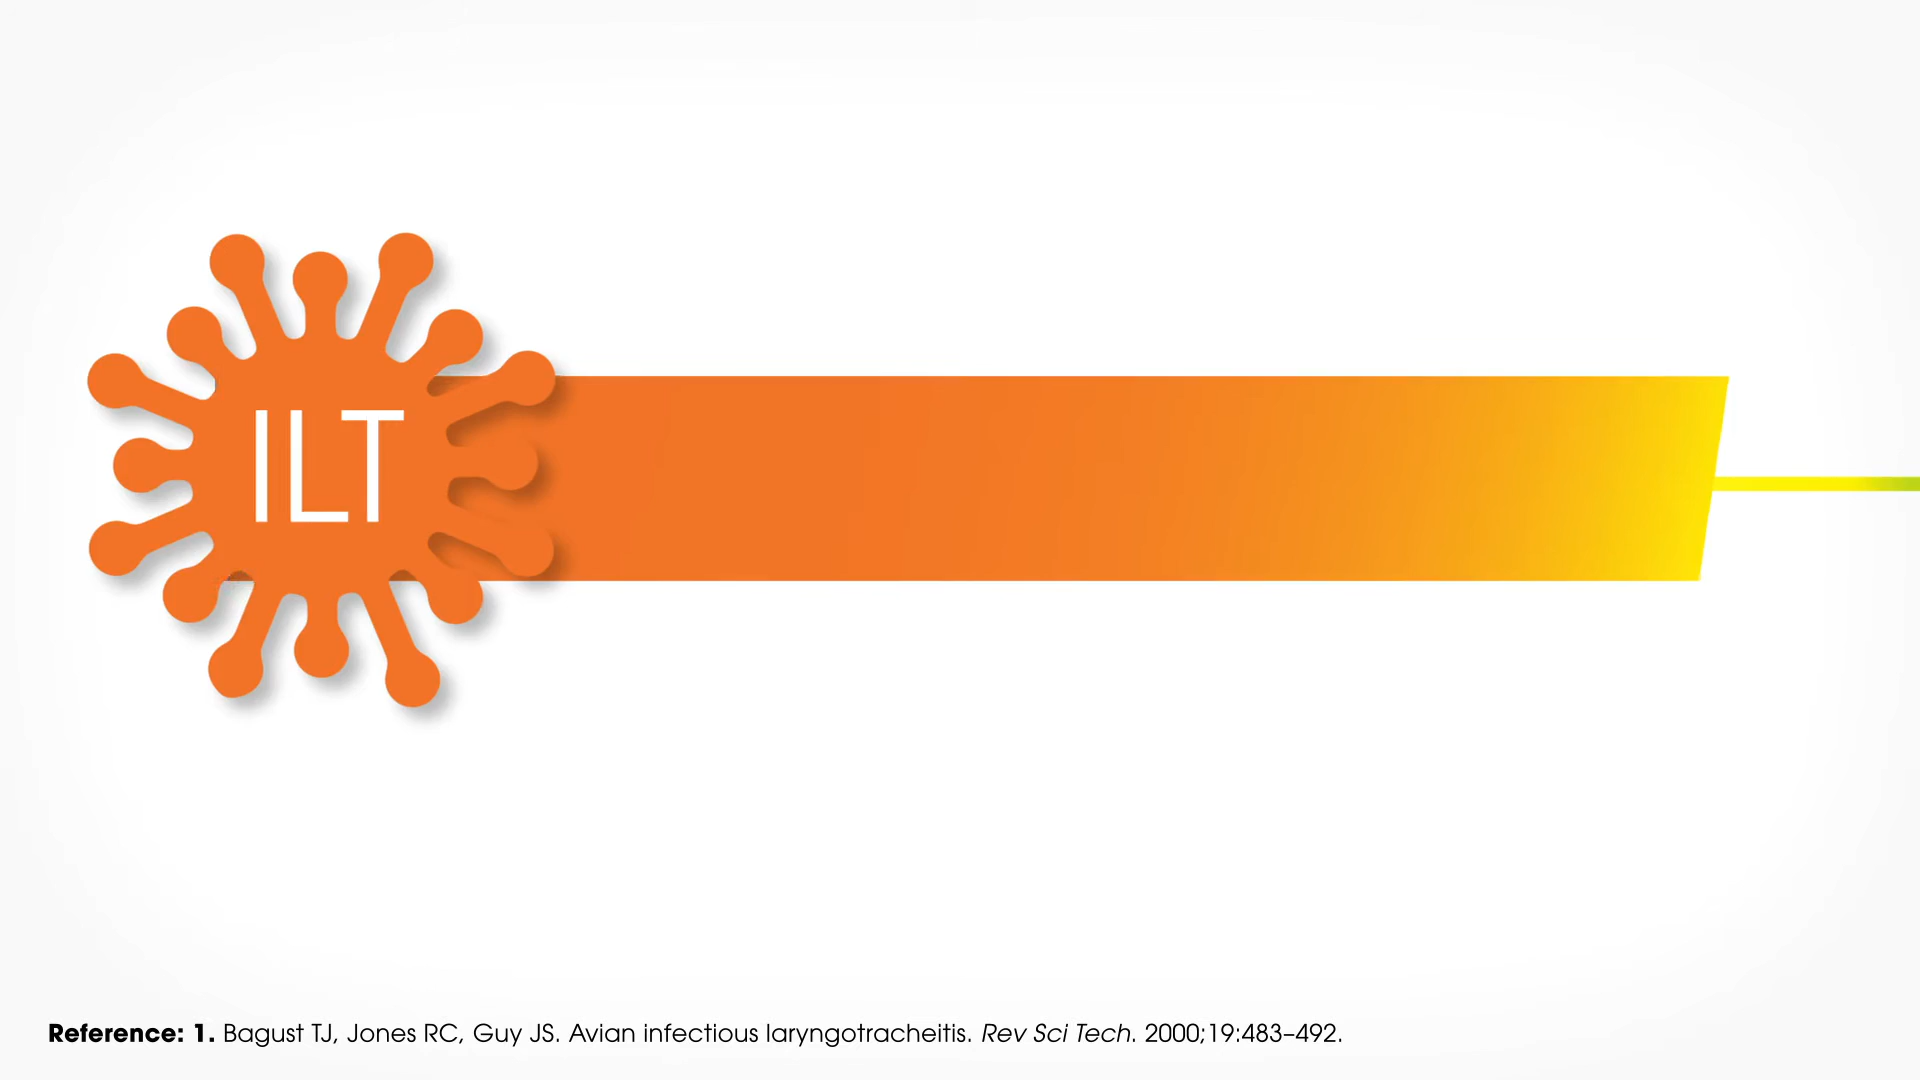 ILT
Reference: 1. Bagust TJ, Jones RC, Guy JS. Avian infectious laryngotracheitis. Rev Sci Tech. 2000;19:483–492.